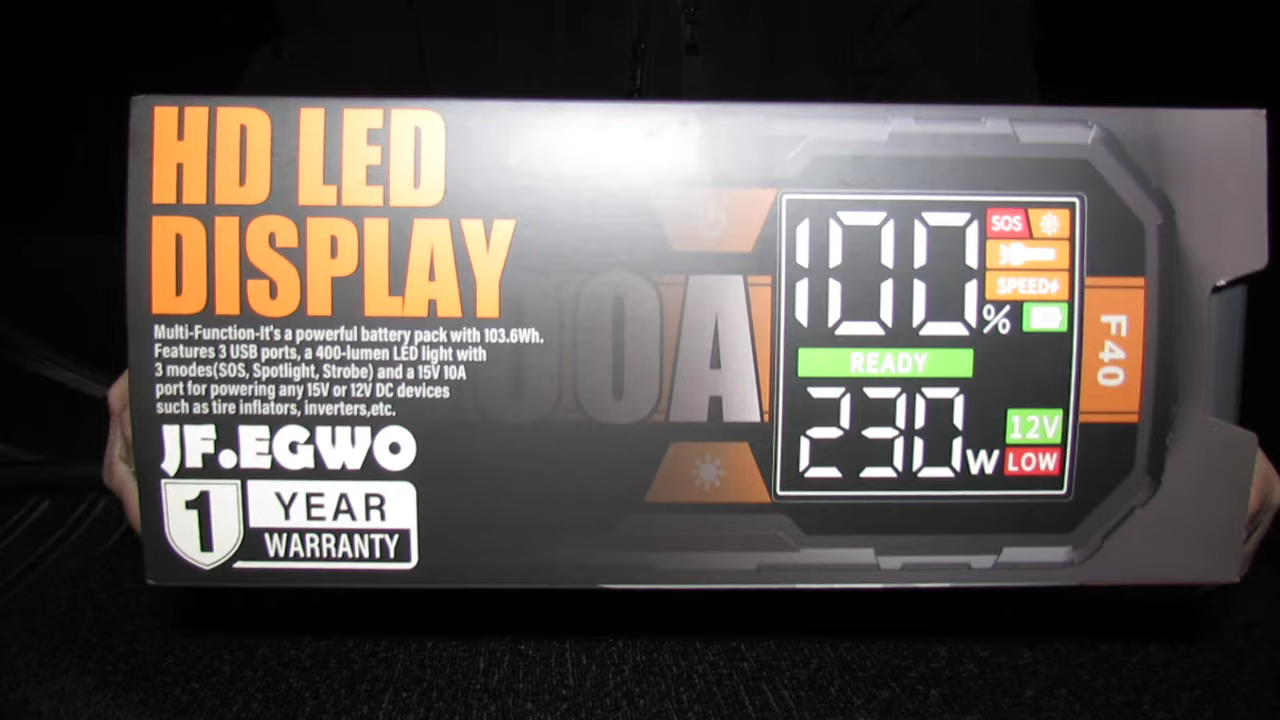 HD LED
DISPLAY
Multi-Function-It's a powerful battery pack with 103.6Wh.
Features 3 USB ports, a 400-lumen LED light with
3 modes(SOS, Spotlight, Strobe) and a 15V 10A
port for powering any 15V or 12V DC devices
such as tire inflators, inverters,etc.
JF.EGWO
1 YEAR
WARRANTY
00A
100%
SOS
SPEED
READY
230W
12V
LOW
F40